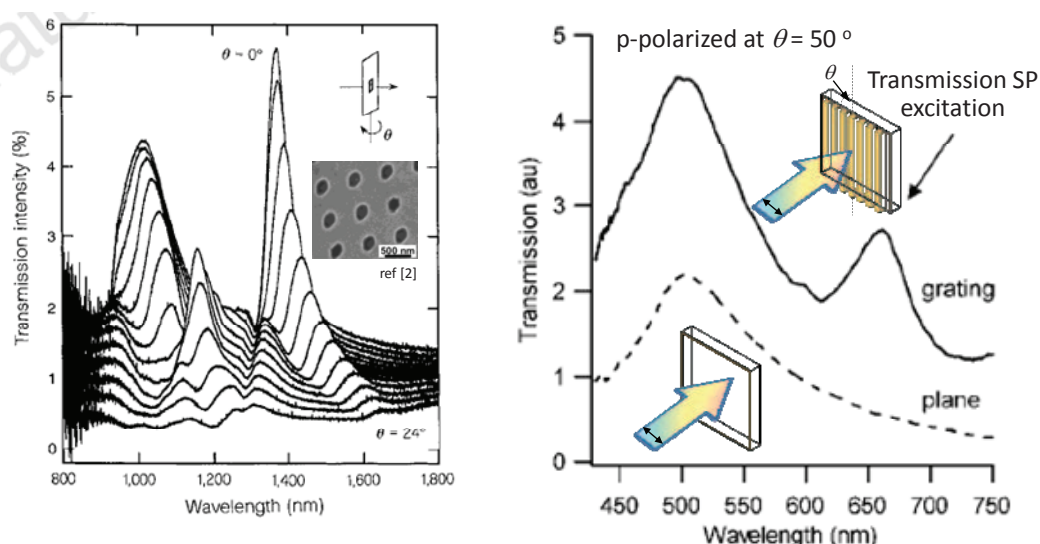 6
5
4
3
2
1
0
Transmission intensity (%)
θ ~ 0°
θ
500 nm
ref [2]
θ = 24°
800
1,000
1,200
1,400
1,600
1,800
Wavelength (nm)
p-polarized at θ = 50 °
5
4
3
2
1
0
Transmission (au)
θ
Transmission SP
excitation
grating
plane
450
500
550
600
650
700
750
Wavelength (nm)